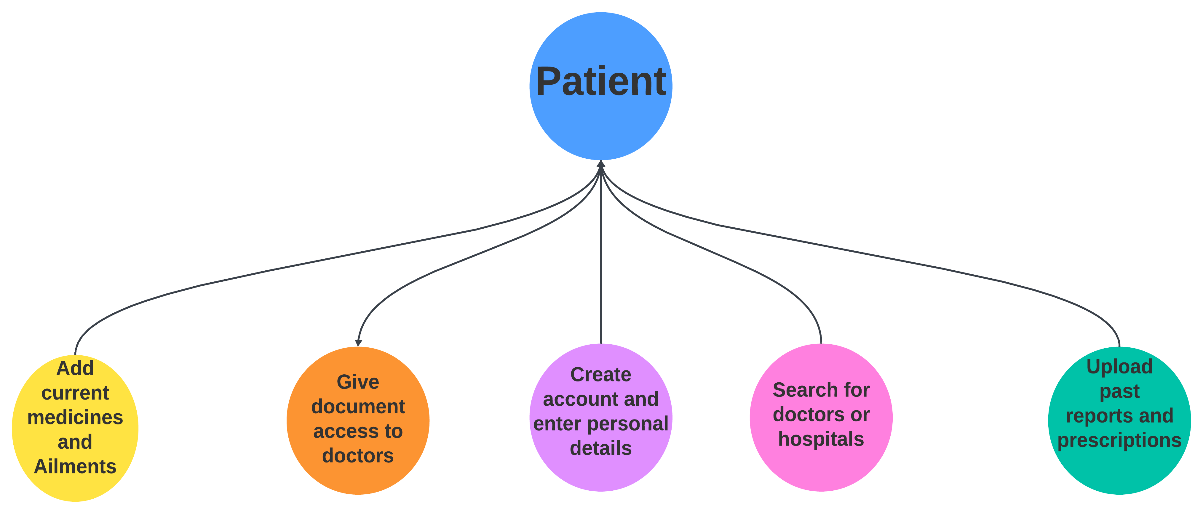 Patient
Add
current
medicines
and
Ailments
Give
document
access to
doctors
Create
account and
enter personal
details
Search for
doctors or
hospitals
Upload
past
reports and
prescriptions